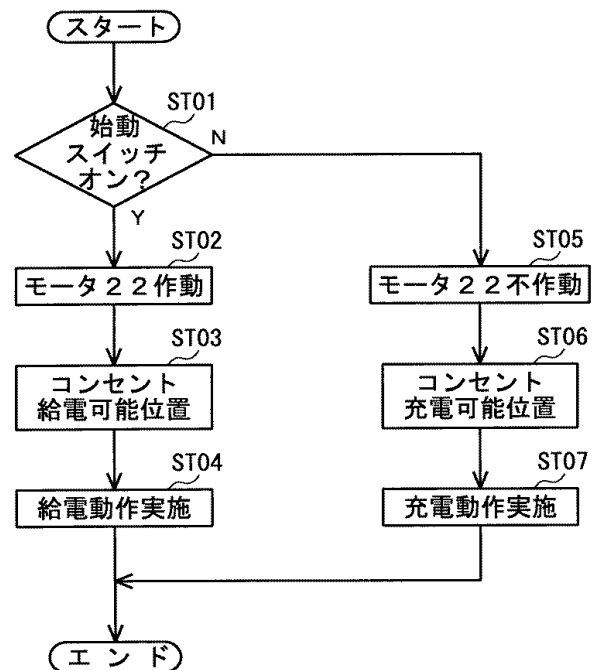 スタート
ST01
始動
スイッチ
オン?
N
Y
ST02
モータ22作動
ST03
コンセント
給電可能位置
ST04
給電動作実施
ST05
モータ22不作動
ST06
コンセント
充電可能位置
ST07
充電動作実施
エンド